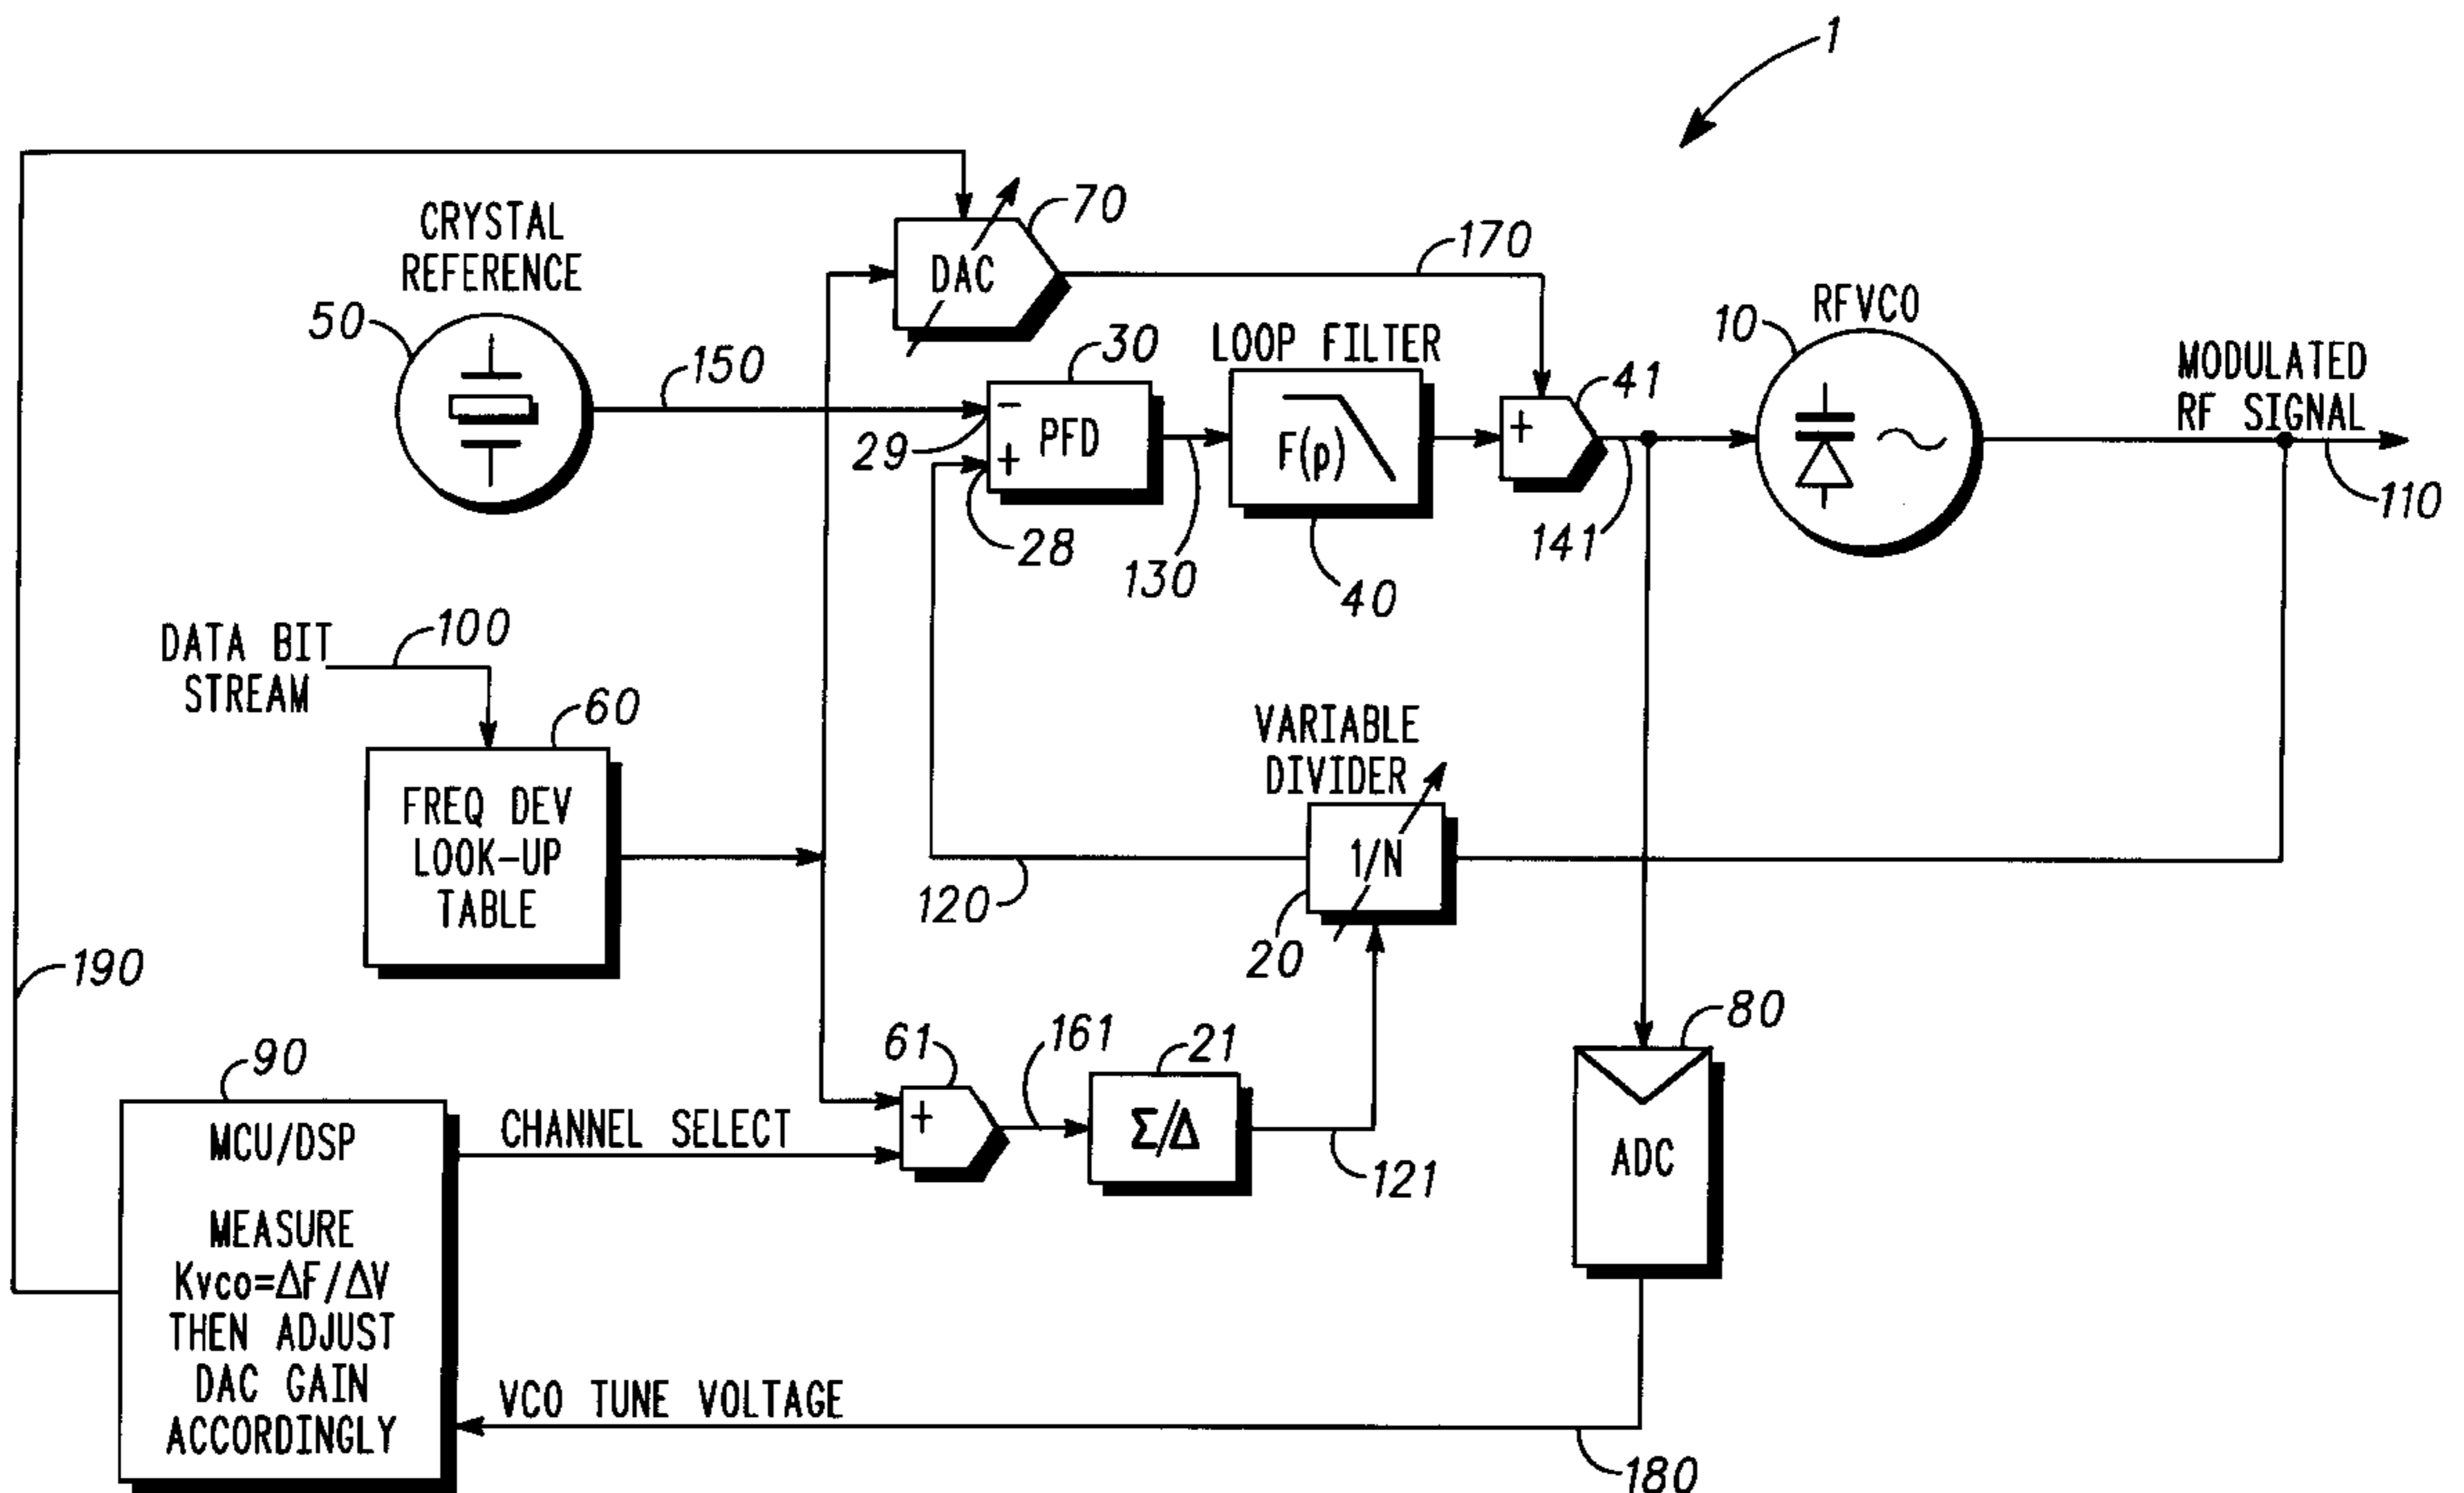 1
CRYSTAL
REFERENCE
50
150
DAC
70
170
29
28
−
+
PFD
30
130
LOOP FILTER
F(p)
40
+
41
141
RFVCO
10
MODULATED
RF SIGNAL
110
DATA BIT
STREAM
100
60
FREQ DEV
LOOK-UP
TABLE
VARIABLE
DIVIDER
1/N
20
120
190
90
MCU/DSP
MEASURE
Kvco=ΔF/ΔV
THEN ADJUST
DAC GAIN
ACCORDINGLY
CHANNEL SELECT
61
+
161
21
Σ/Δ
121
80
ADC
VCO TUNE VOLTAGE
180